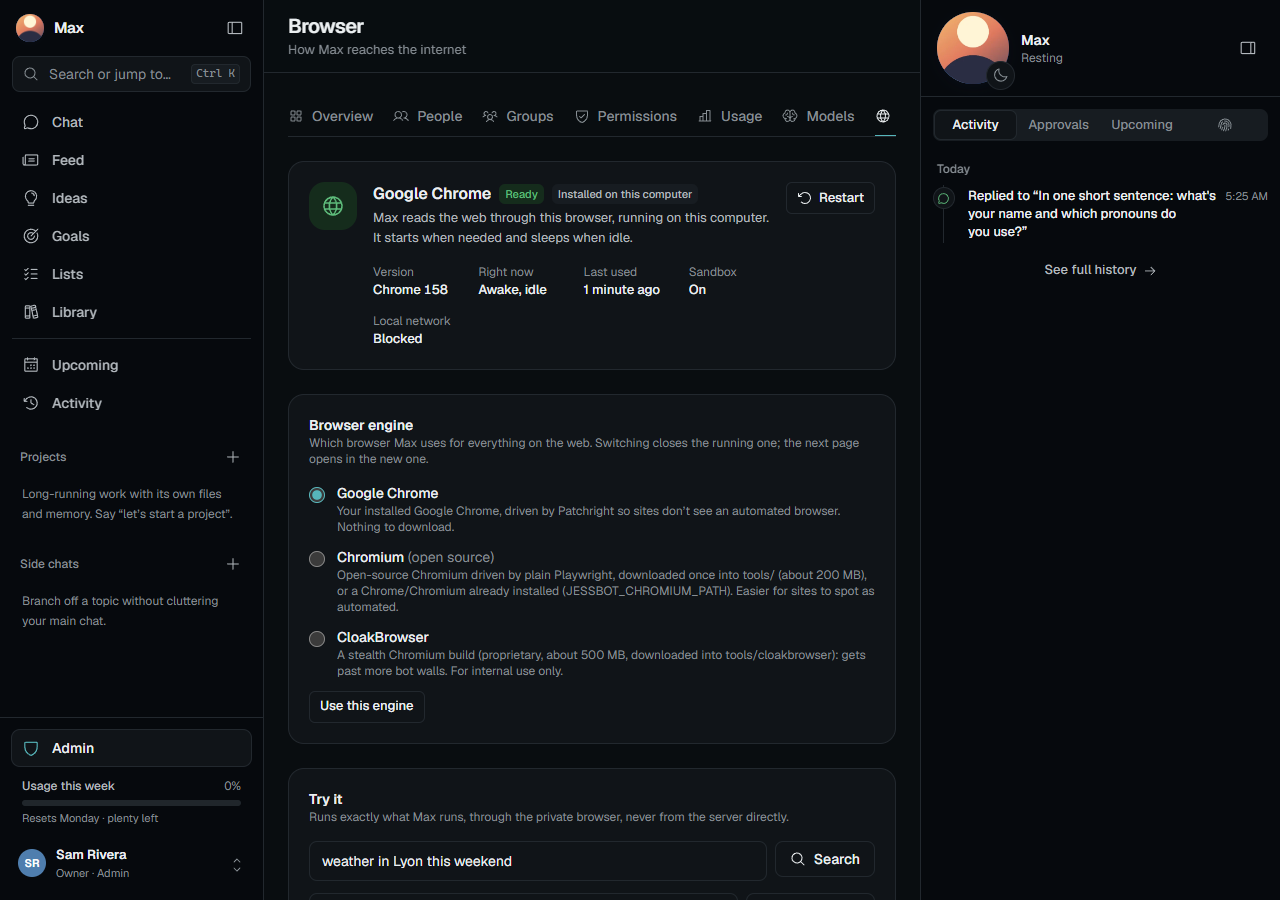 Max
Search or jump to...
Ctrl K
Chat
Feed
Ideas
Goals
Lists
Library
Upcoming
Activity
Projects
Long-running work with its own files
and memory. Say “let's start a project”.
Side chats
Branch off a topic without cluttering
your main chat.
Admin
Usage this week
0%
Resets Monday · plenty left
SR
Sam Rivera
Owner · Admin
Browser
How Max reaches the internet
Overview
People
Groups
Permissions
Usage
Models
Google Chrome
Ready
Installed on this computer
Restart
Max reads the web through this browser, running on this computer.
It starts when needed and sleeps when idle.
Version
Chrome 158
Right now
Awake, idle
Last used
1 minute ago
Sandbox
On
Local network
Blocked
Browser engine
Which browser Max uses for everything on the web. Switching closes the running one; the next page
opens in the new one.
Google Chrome
Your installed Google Chrome, driven by Patchright so sites don't see an automated browser.
Nothing to download.
Chromium (open source)
Open-source Chromium driven by plain Playwright, downloaded once into tools/ (about 200 MB),
or a Chrome/Chromium already installed (JESSBOT_CHROMIUM_PATH). Easier for sites to spot as
automated.
CloakBrowser
A stealth Chromium build (proprietary, about 500 MB, downloaded into tools/cloakbrowser): gets
past more bot walls. For internal use only.
Use this engine
Try it
Runs exactly what Max runs, through the private browser, never from the server directly.
weather in Lyon this weekend
Search
Max
Resting
Activity
Approvals
Upcoming
Today
Replied to “In one short sentence: what's
your name and which pronouns do
you use?”
5:25 AM
See full history